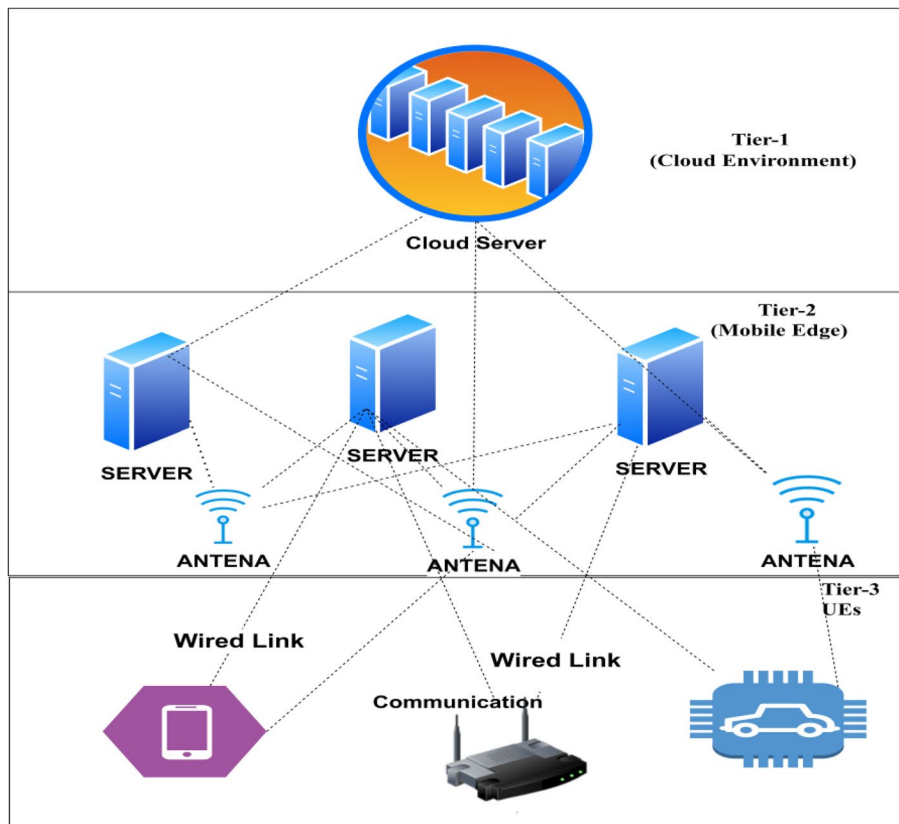 Tier-1
(Cloud Environment)
Cloud Server
Tier-2
(Mobile Edge)
SERVER
SERVER
SERVER
ANTENA
ANTENA
ANTENA
Tier-3
UEs
Wired Link
Wired Link
Communication